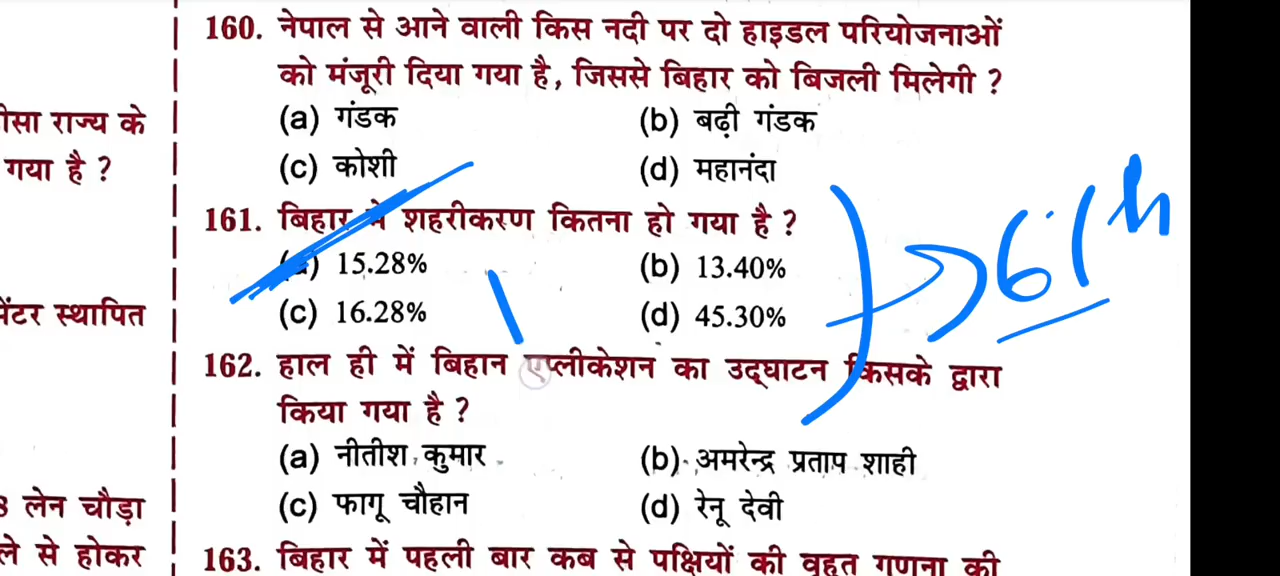 ीसा राज्य के
गया है ?
ेंटर स्थापित
8 लेन चौड़ा
ले से होकर
160. नेपाल से आने वाली किस नदी पर दो हाइडल परियोजनाओं
को मंजूरी दिया गया है, जिससे बिहार को बिजली मिलेगी ?
(a) गंडक (b) बढ़ी गंडक
(c) कोशी (d) महानंदा
161. बिहार में शहरीकरण कितना हो गया है ?
(a) 15.28% (b) 13.40%
(c) 16.28% (d) 45.30%
162. हाल ही में बिहान एप्लीकेशन का उद्घाटन किसके द्वारा
किया गया है ?
(a) नीतीश कुमार (b) अमरेन्द्र प्रताप शाही
(c) फागू चौहान (d) रेनू देवी
163. बिहार में पहली बार कब से पक्षियों की वृहत गणना की
61th